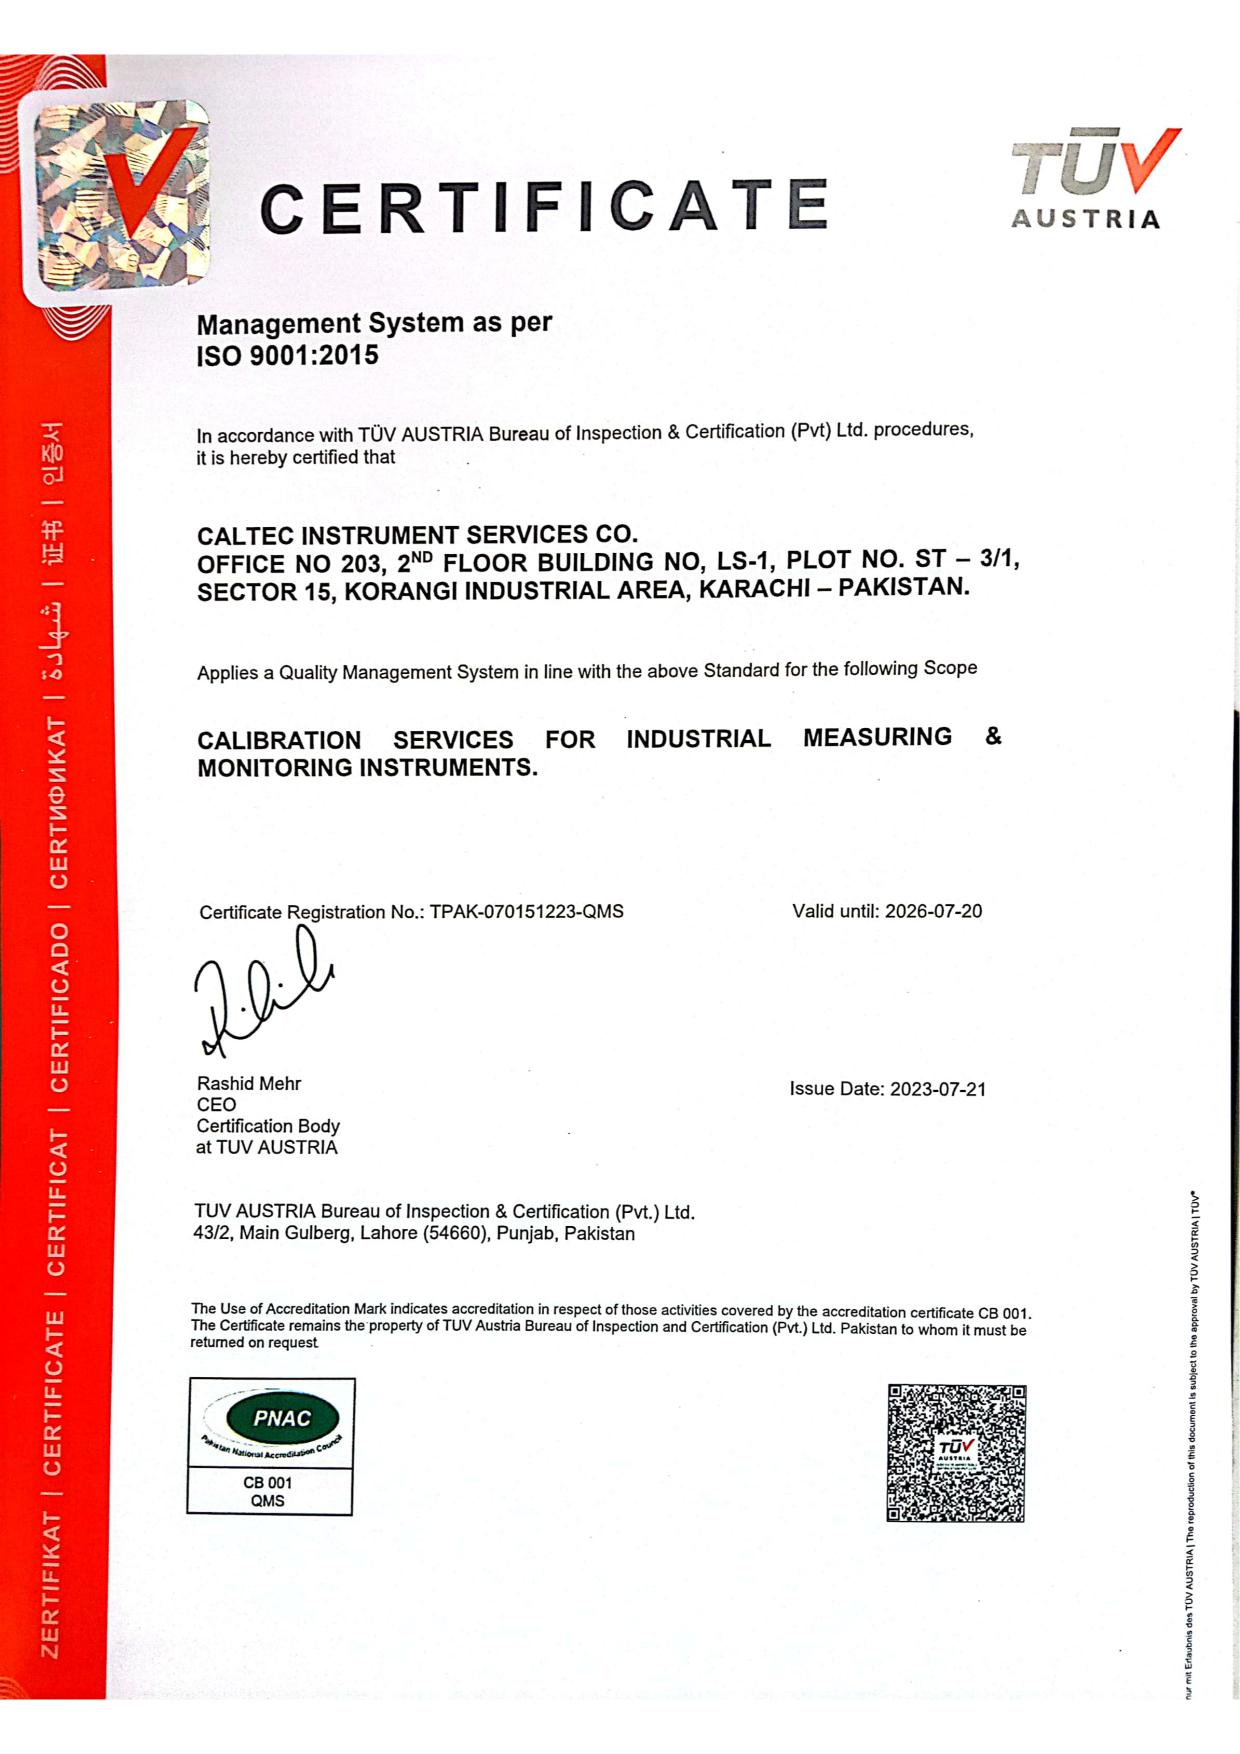 TÜV
AUSTRIA
CERTIFICATE
Management System as per
ISO 9001:2015
In accordance with TÜV AUSTRIA Bureau of Inspection & Certification (Pvt) Ltd. procedures,
it is hereby certified that
CALTEC INSTRUMENT SERVICES CO.
OFFICE NO 203, 2ND FLOOR BUILDING NO, LS-1, PLOT NO. ST – 3/1,
SECTOR 15, KORANGI INDUSTRIAL AREA, KARACHI – PAKISTAN.
Applies a Quality Management System in line with the above Standard for the following Scope
CALIBRATION SERVICES FOR INDUSTRIAL MEASURING &
MONITORING INSTRUMENTS.
Certificate Registration No.: TPAK-070151223-QMS
Valid until: 2026-07-20
Rashid Mehr
CEO
Certification Body
at TUV AUSTRIA
Issue Date: 2023-07-21
TUV AUSTRIA Bureau of Inspection & Certification (Pvt.) Ltd.
43/2, Main Gulberg, Lahore (54660), Punjab, Pakistan
The Use of Accreditation Mark indicates accreditation in respect of those activities covered by the accreditation certificate CB 001.
The Certificate remains the property of TUV Austria Bureau of Inspection and Certification (Pvt.) Ltd. Pakistan to whom it must be
returned on request
PNAC
Pakistan National Accreditation Council
CB 001
QMS
TÜV
AUSTRIA
ZERTIFIKAT | CERTIFICATE | CERTIFICAT | CERTIFICADO | СЕРТИФИКАТ | شهادة | 证书 | 인증서
nur mit Erlaubnis des TÜV AUSTRIA | The reproduction of this document is subject to the approval by TÜV AUSTRIA | TÜV®